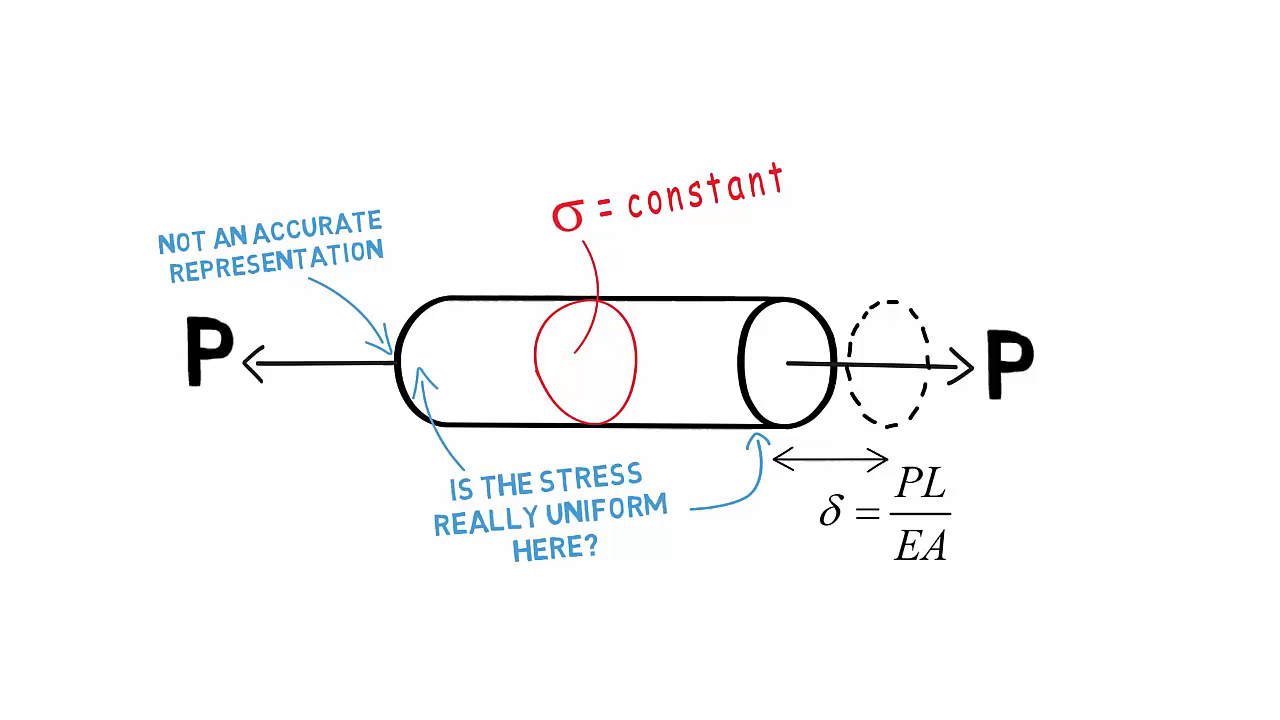 σ = constant
NOT AN ACCURATE
REPRESENTATION
P
P
IS THE STRESS
REALLY UNIFORM
HERE?
δ = PL/EA